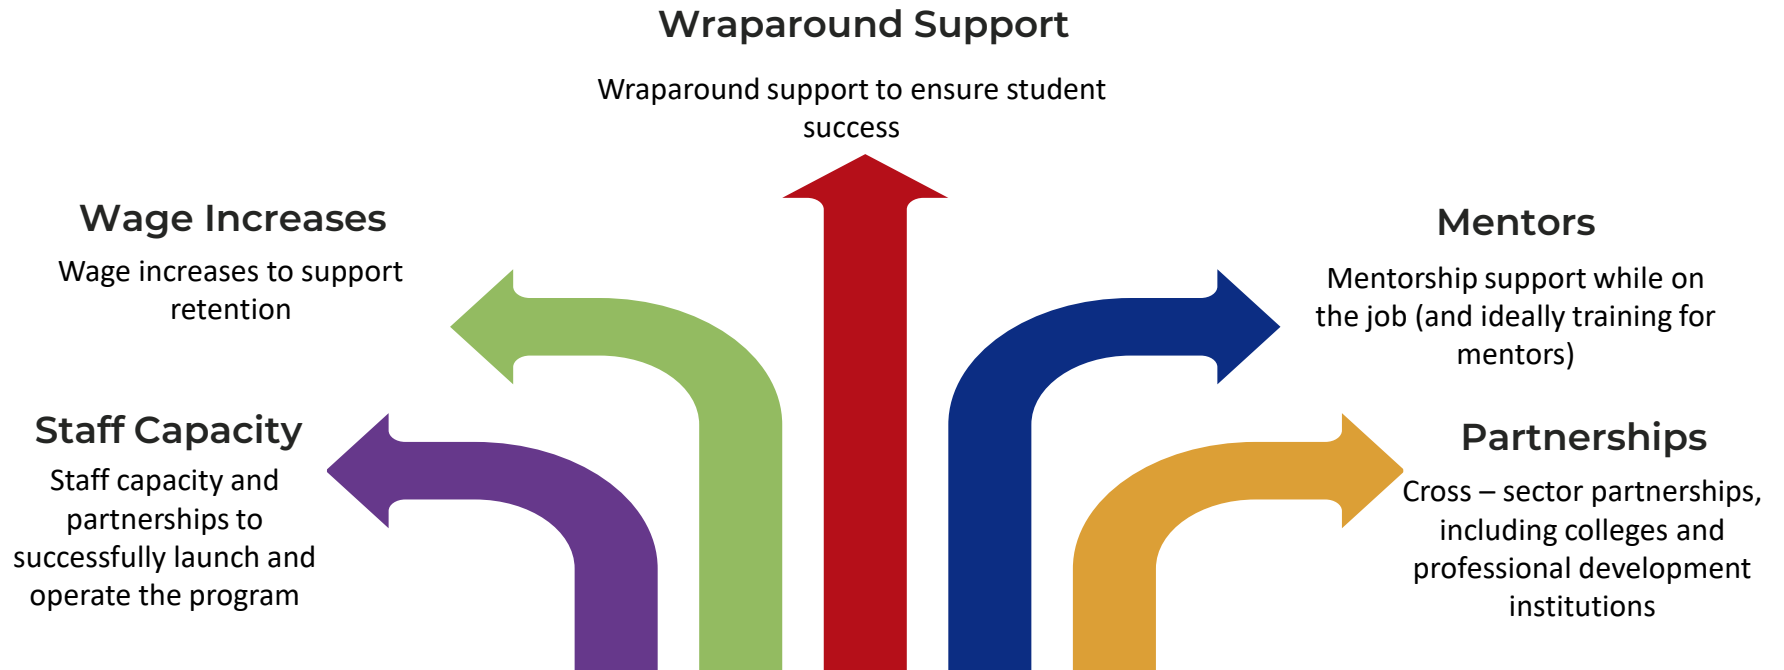 Wraparound Support
Wraparound support to ensure student
success
Wage Increases
Wage increases to support
retention
Staff Capacity
Staff capacity and
partnerships to
successfully launch and
operate the program
Mentors
Mentorship support while on
the job (and ideally training for
mentors)
Partnerships
Cross – sector partnerships,
including colleges and
professional development
institutions